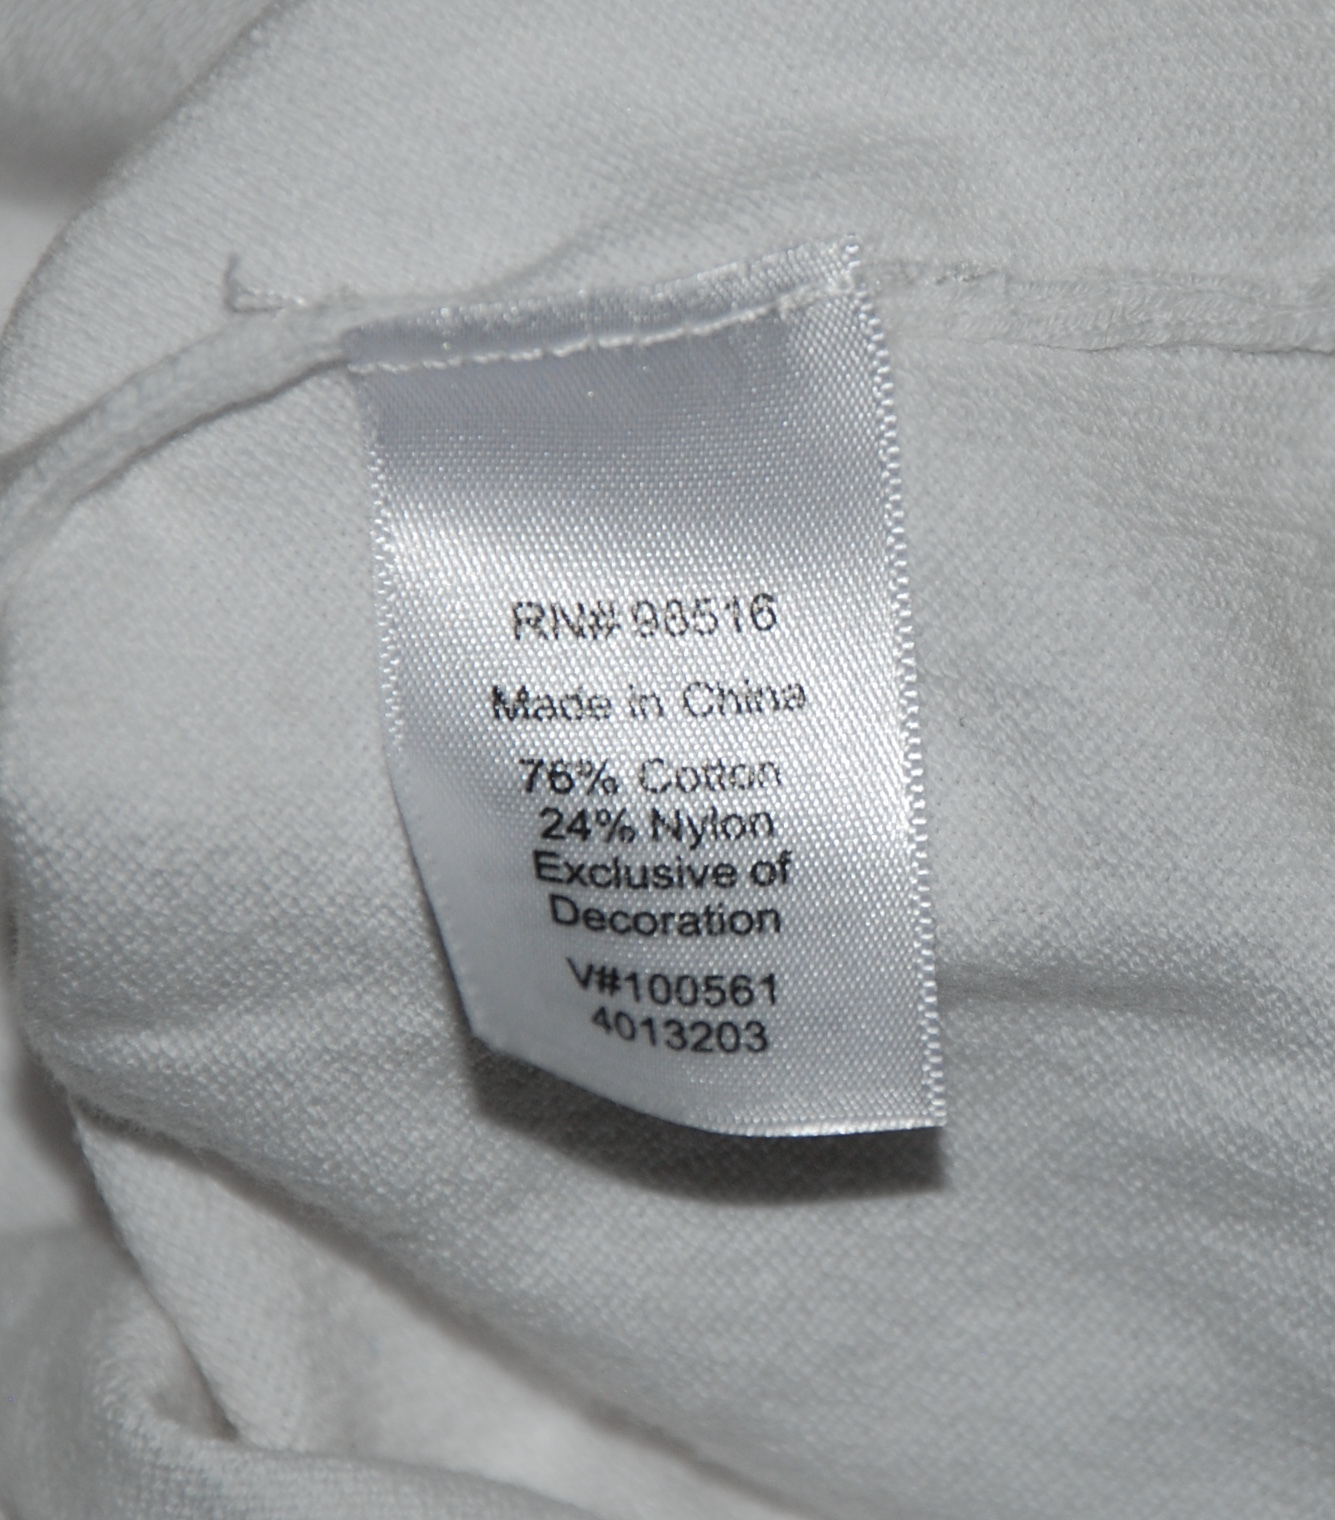 RN# 98516
Made in China
76% Cotton
24% Nylon
Exclusive of
Decoration
V#100561
4013203